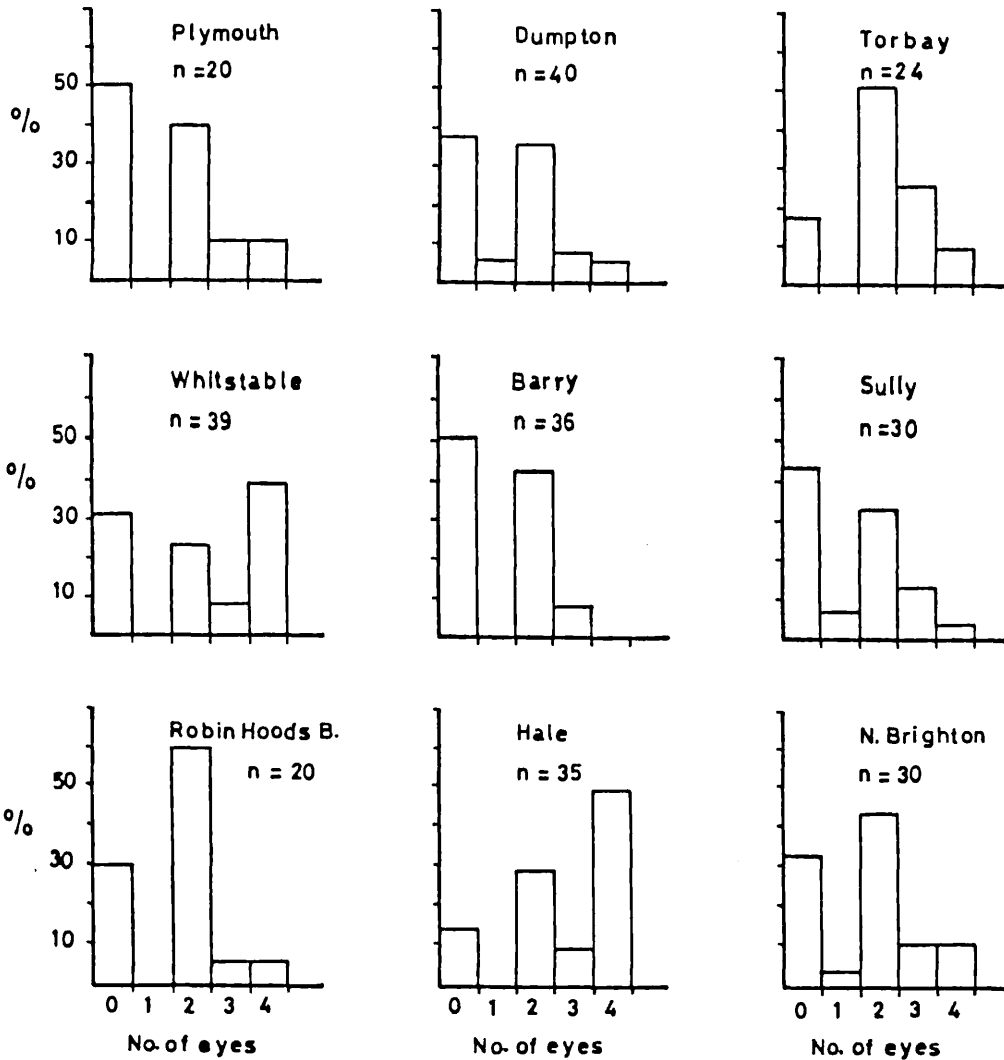 Plymouth
n =20
50
%
30
10
Dumpton
n =40
Torbay
n =24
Whitstable
n = 39
50
%
30
10
Barry
n =36
Sully
n =30
Robin Hoods B.
n = 20
50
%
30
10
0 1 2 3 4
No. of eyes
Hale
n = 35
0 1 2 3 4
No. of eyes
N. Brighton
n = 30
0 1 2 3 4
No. of eyes